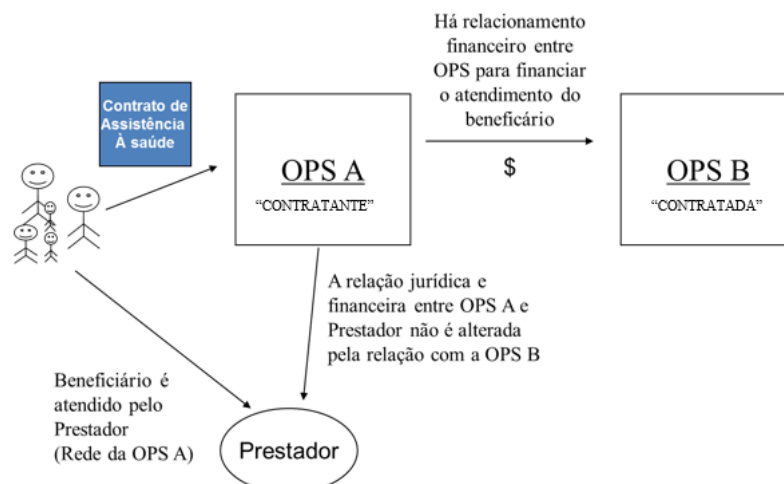 Há relacionamento
financeiro entre
OPS para financiar
o atendimento do
beneficário
Contrato de
Assistência
À saúde
OPS A
“CONTRATANTE”
$
OPS B
“CONTRATADA”
A relação jurídica e
financeira entre OPS A e
Prestador não é alterada
pela relação com a OPS B
Beneficiário é
atendido pelo
Prestador
(Rede da OPS A)
Prestador